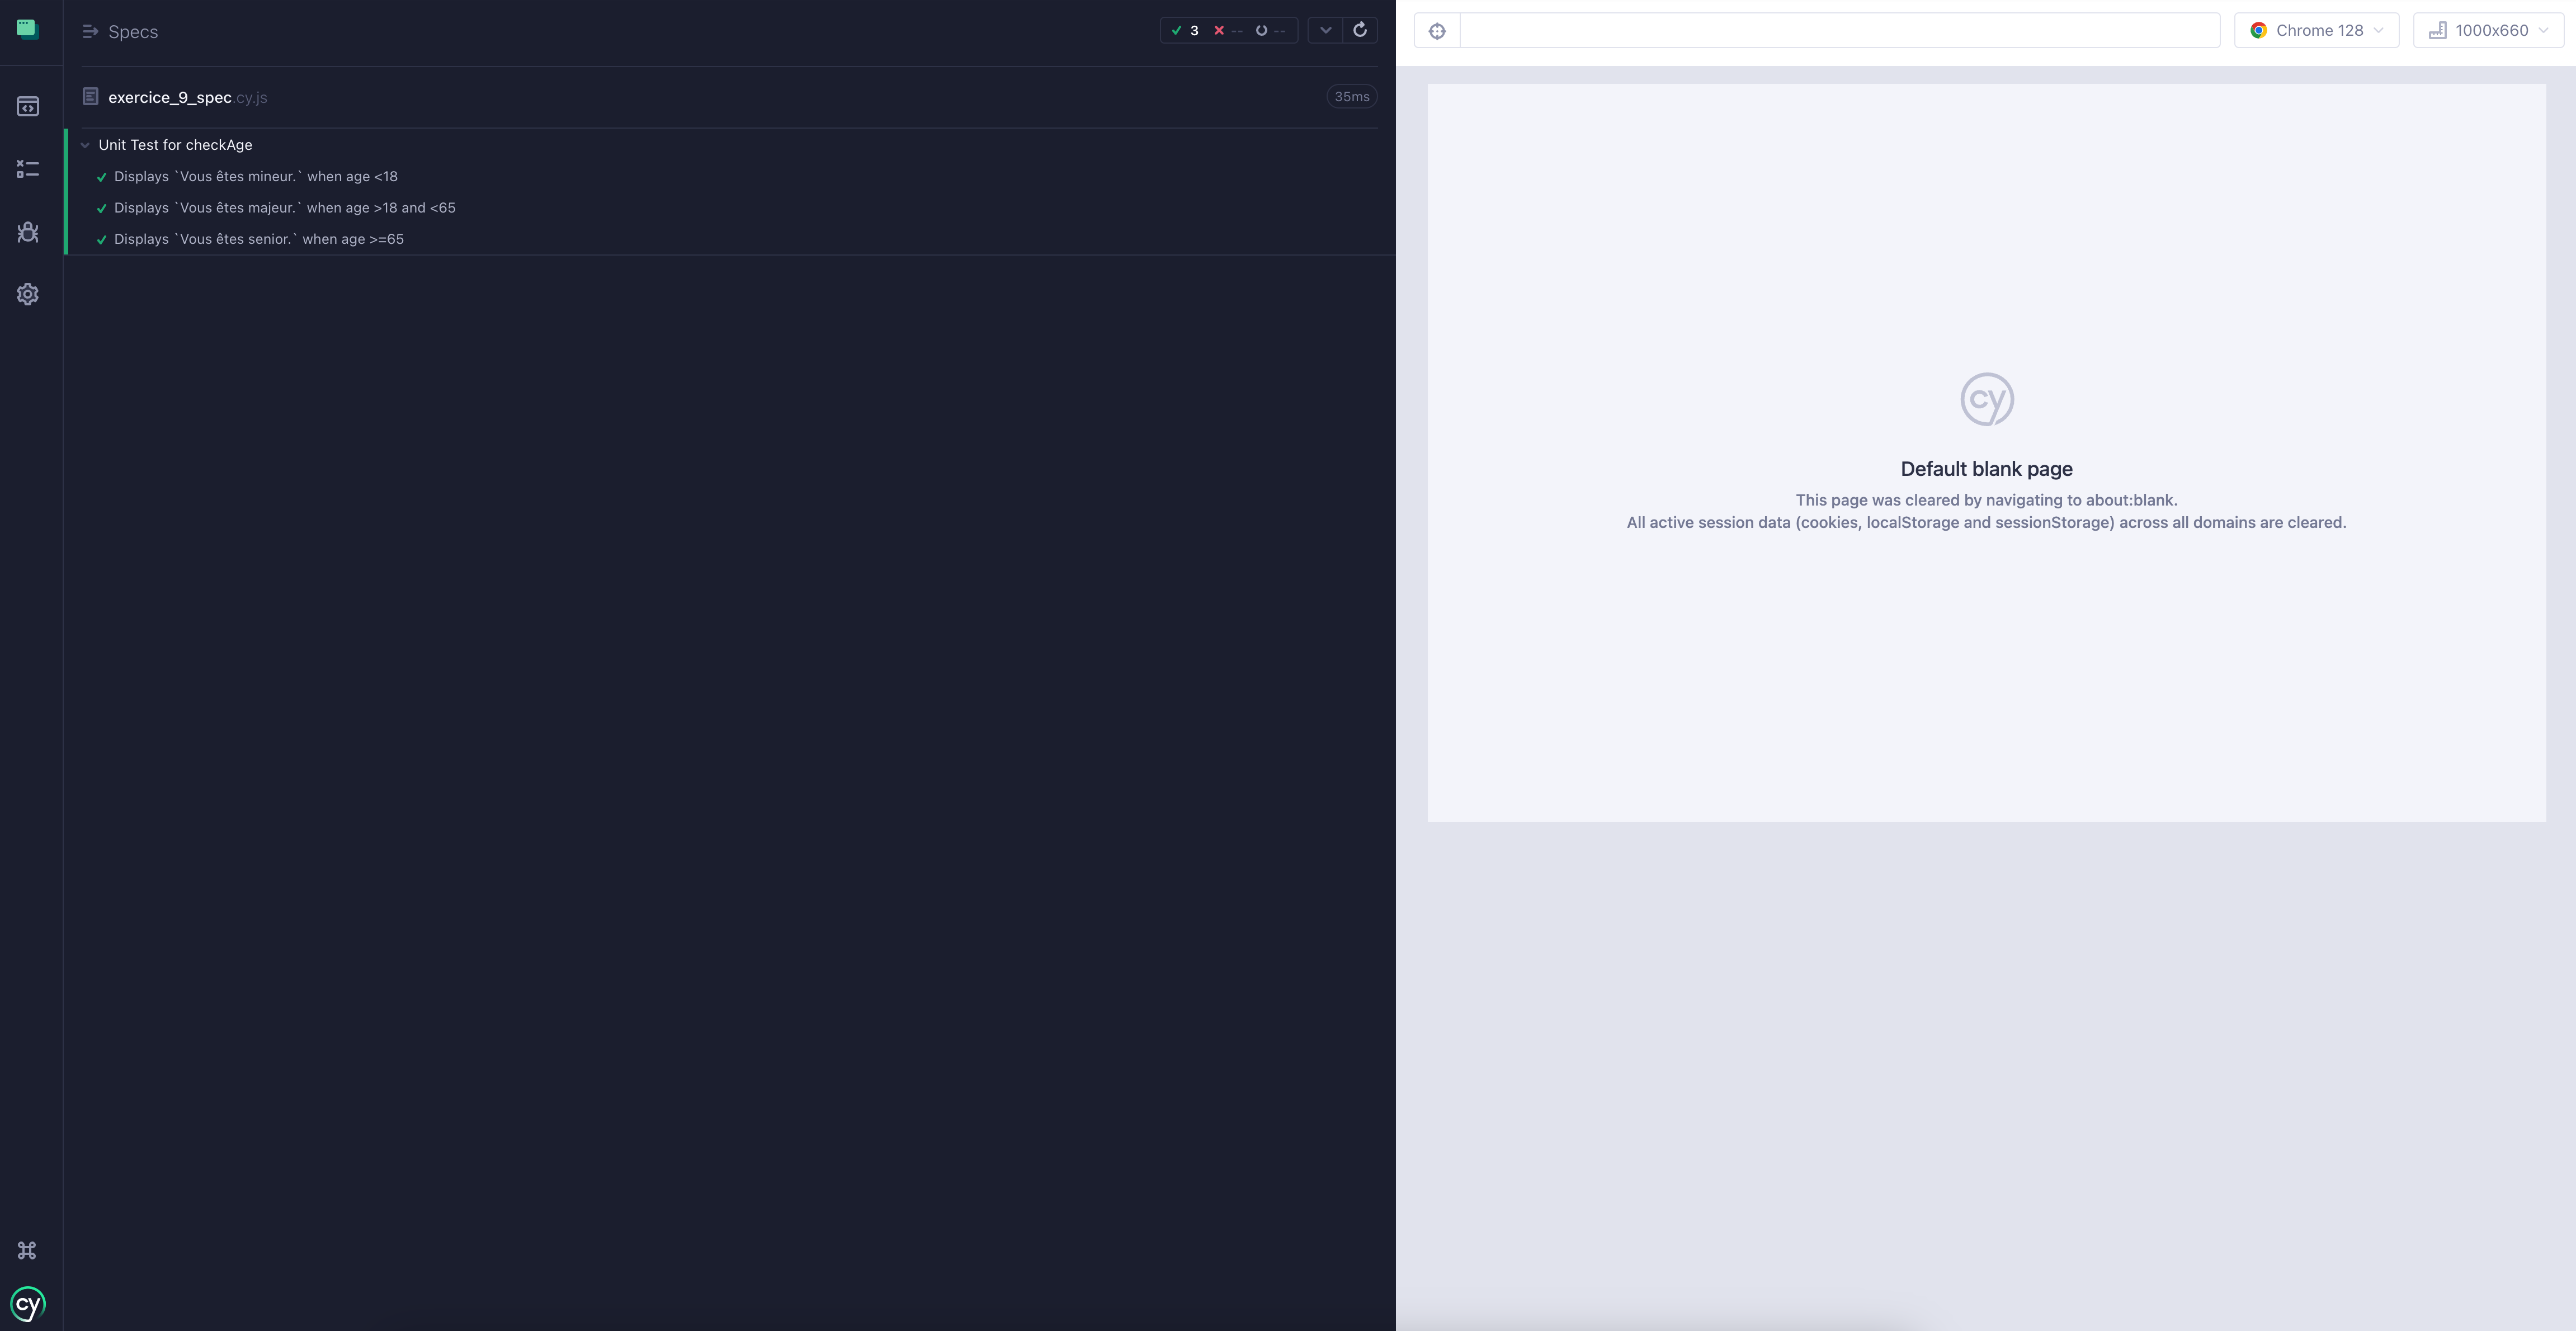 Specs
3 -- --
exercice_9_spec.cy.js
35ms
Unit Test for checkAge
Displays `Vous êtes mineur.` when age <18
Displays `Vous êtes majeur.` when age >18 and <65
Displays `Vous êtes senior.` when age >=65
cy
Chrome 128
1000x660
cy
Default blank page
This page was cleared by navigating to about:blank.
All active session data (cookies, localStorage and sessionStorage) across all domains are cleared.